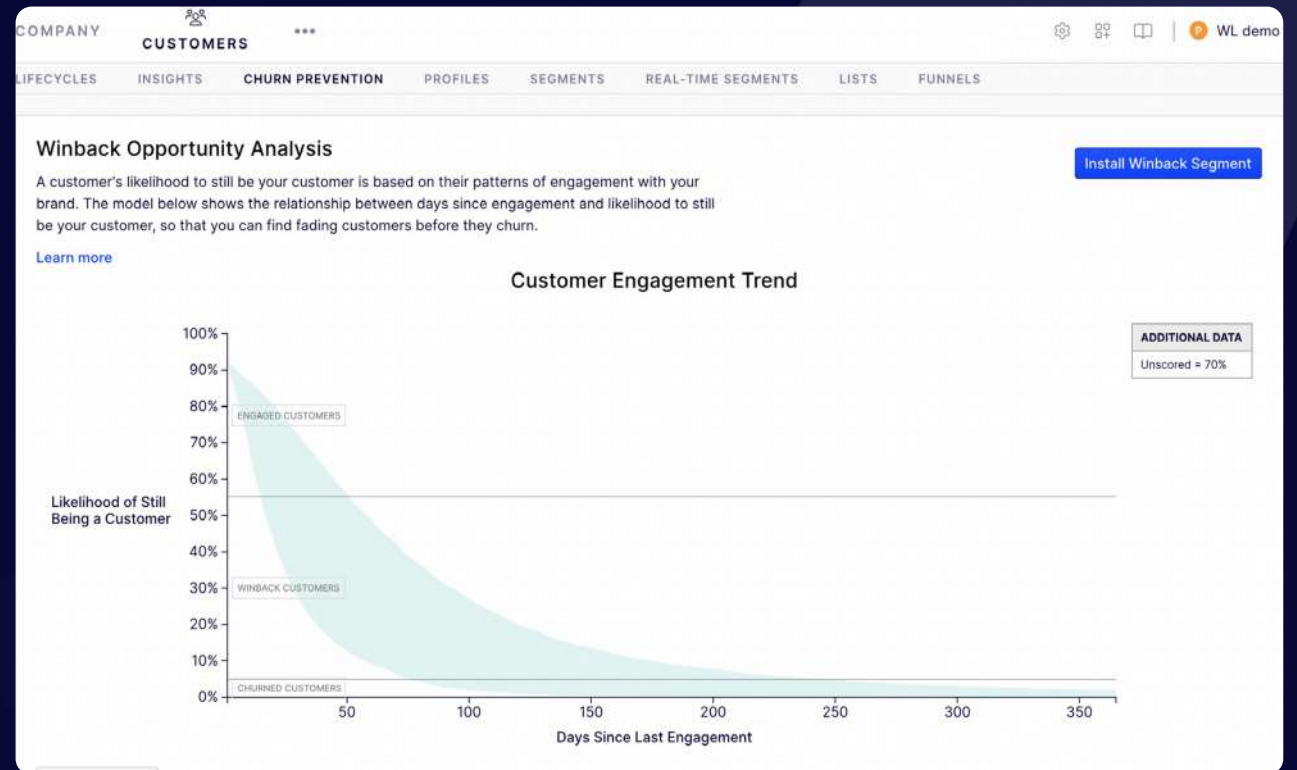 COMPANY
CUSTOMERS
WL demo
LIFECYCLES INSIGHTS CHURN PREVENTION PROFILES SEGMENTS REAL-TIME SEGMENTS LISTS FUNNELS
Winback Opportunity Analysis
Install Winback Segment
A customer's likelihood to still be your customer is based on their patterns of engagement with your
brand. The model below shows the relationship between days since engagement and likelihood to still
be your customer, so that you can find fading customers before they churn.
Learn more
Customer Engagement Trend
ADDITIONAL DATA
Unscored = 70%
100%
90%
80%
ENGAGED CUSTOMERS
70%
60%
Likelihood of Still
Being a Customer
50%
40%
30%
WINBACK CUSTOMERS
20%
10%
CHURNED CUSTOMERS
0%
50 100 150 200 250 300 350
Days Since Last Engagement